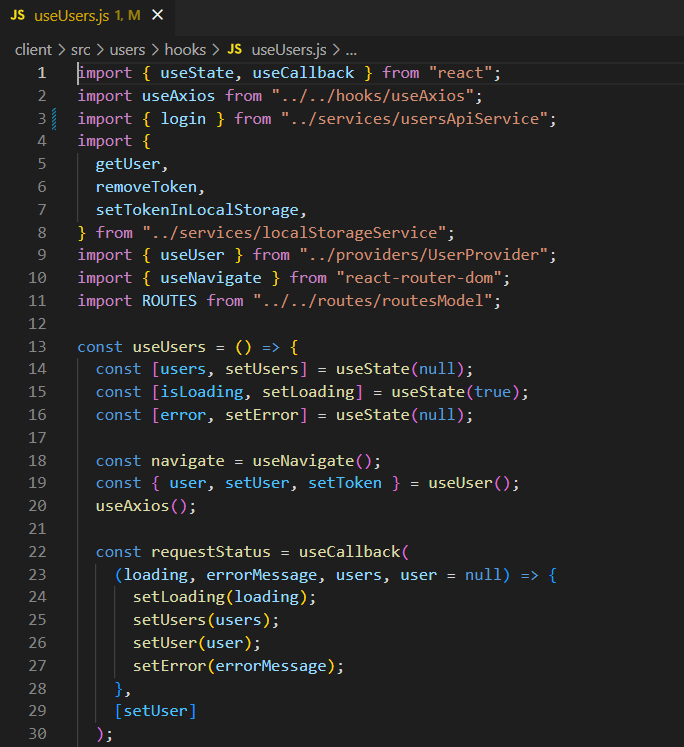 JS useUsers.js 1, M ×
client > src > users > hooks > JS useUsers.js > ...
1 import { useState, useCallback } from "react";
2 import useAxios from "../../hooks/useAxios";
3 import { login } from "../services/usersApiService";
4 import {
5   getUser,
6   removeToken,
7   setTokenInLocalStorage,
8 } from "../services/localStorageService";
9 import { useUser } from "../providers/UserProvider";
10 import { useNavigate } from "react-router-dom";
11 import ROUTES from "../../routes/routesModel";
12
13 const useUsers = () => {
14   const [users, setUsers] = useState(null);
15   const [isLoading, setLoading] = useState(true);
16   const [error, setError] = useState(null);
17
18   const navigate = useNavigate();
19   const { user, setUser, setToken } = useUser();
20   useAxios();
21
22   const requestStatus = useCallback(
23     (loading, errorMessage, users, user = null) => {
24       setLoading(loading);
25       setUsers(users);
26       setUser(user);
27       setError(errorMessage);
28     },
29     [setUser]
30   );